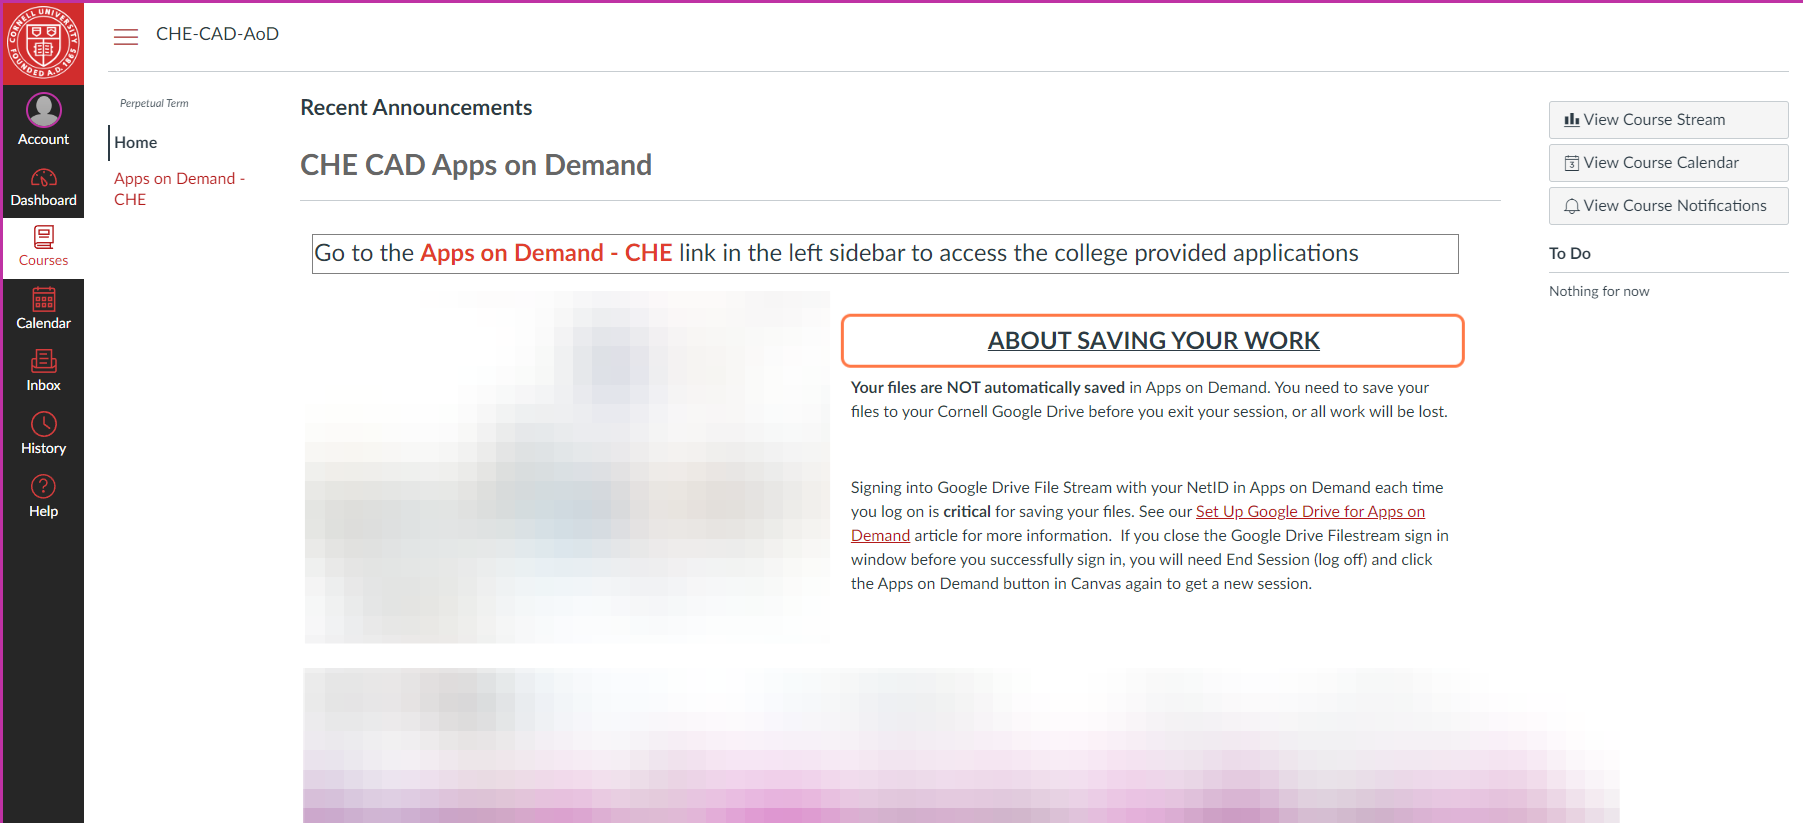 CORNELL UNIVERSITY
FOUNDED A.D. 1865
CHE-CAD-AoD
Account
Dashboard
Courses
Calendar
Inbox
History
Help
Perpetual Term
Home
Apps on Demand -
CHE
Recent Announcements
CHE CAD Apps on Demand
Go to the Apps on Demand - CHE link in the left sidebar to access the college provided applications
ABOUT SAVING YOUR WORK
Your files are NOT automatically saved in Apps on Demand. You need to save your
files to your Cornell Google Drive before you exit your session, or all work will be lost.
Signing into Google Drive File Stream with your NetID in Apps on Demand each time
you log on is critical for saving your files. See our Set Up Google Drive for Apps on
Demand article for more information.  If you close the Google Drive Filestream sign in
window before you successfully sign in, you will need End Session (log off) and click
the Apps on Demand button in Canvas again to get a new session.
View Course Stream
3
View Course Calendar
View Course Notifications
To Do
Nothing for now